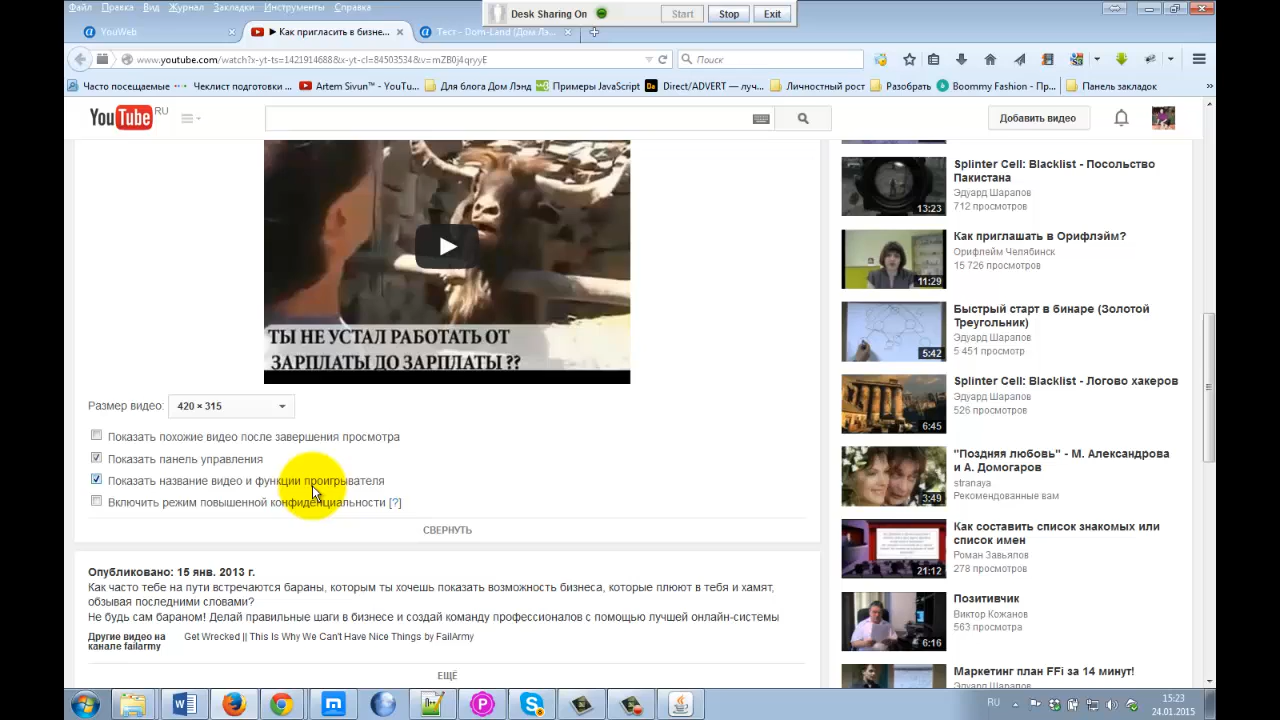 Файл Правка Вид Журнал Закладки Инструменты Справка
Desk Sharing On Start Stop Exit
YouWeb
Как пригласить в бизне...
Тест - Dom-Land (Дом Лэ...
www.youtube.com/watch?x-yt-ts=1421914688&x-yt-cl=84503534&v=mZB0j4qryyE
Поиск
Часто посещаемые
Чеклист подготовки ...
Artem Sivun™ - YouTu...
Для блога Дом Лэнд
Примеры JavaScript
Direct/ADVERT — луч...
Личностный рост
Разобрать
Boommy Fashion - Пр...
Панель закладок
YouTube RU
Добавить видео
ТЫ НЕ УСТАЛ РАБОТАТЬ ОТ
ЗАРПЛАТЫ ДО ЗАРПЛАТЫ ??
Размер видео: 420 × 315
Показать похожие видео после завершения просмотра
Показать панель управления
Показать название видео и функции проигрывателя
Включить режим повышенной конфиденциальности [?]
СВЕРНУТЬ
Опубликовано: 15 янв. 2013 г.
Как часто тебе на пути встречаются бараны, которым ты хочешь показать возможность бизнеса, которые плюют в тебя и хамят,
обзывая последними словами?
Не будь сам бараном! Делай правильные шаги в бизнесе и создай команду профессионалов с помощью лучшей онлайн-системы
Другие видео на
канале failarmy
Get Wrecked || This Is Why We Can't Have Nice Things by FailArmy
ЕЩЁ
13:23
Splinter Cell: Blacklist - Посольство
Пакистана
Эдуард Шарапов
712 просмотров
11:29
Как приглашать в Орифлэйм?
Орифлейм Челябинск
15 726 просмотров
5:42
Быстрый старт в бинаре (Золотой
Треугольник)
Эдуард Шарапов
5 451 просмотр
6:45
Splinter Cell: Blacklist - Логово хакеров
Эдуард Шарапов
526 просмотров
3:49
"Поздняя любовь" - М. Александрова
и А. Домогаров
stranaya
Рекомендованные вам
21:12
Как составить список знакомых или
список имен
Роман Завьялов
278 просмотров
6:16
Позитивчик
Виктор Кожанов
563 просмотра
Маркетинг план FFi за 14 минут!
Эдуард Шарапов
RU
15:23
24.01.2015